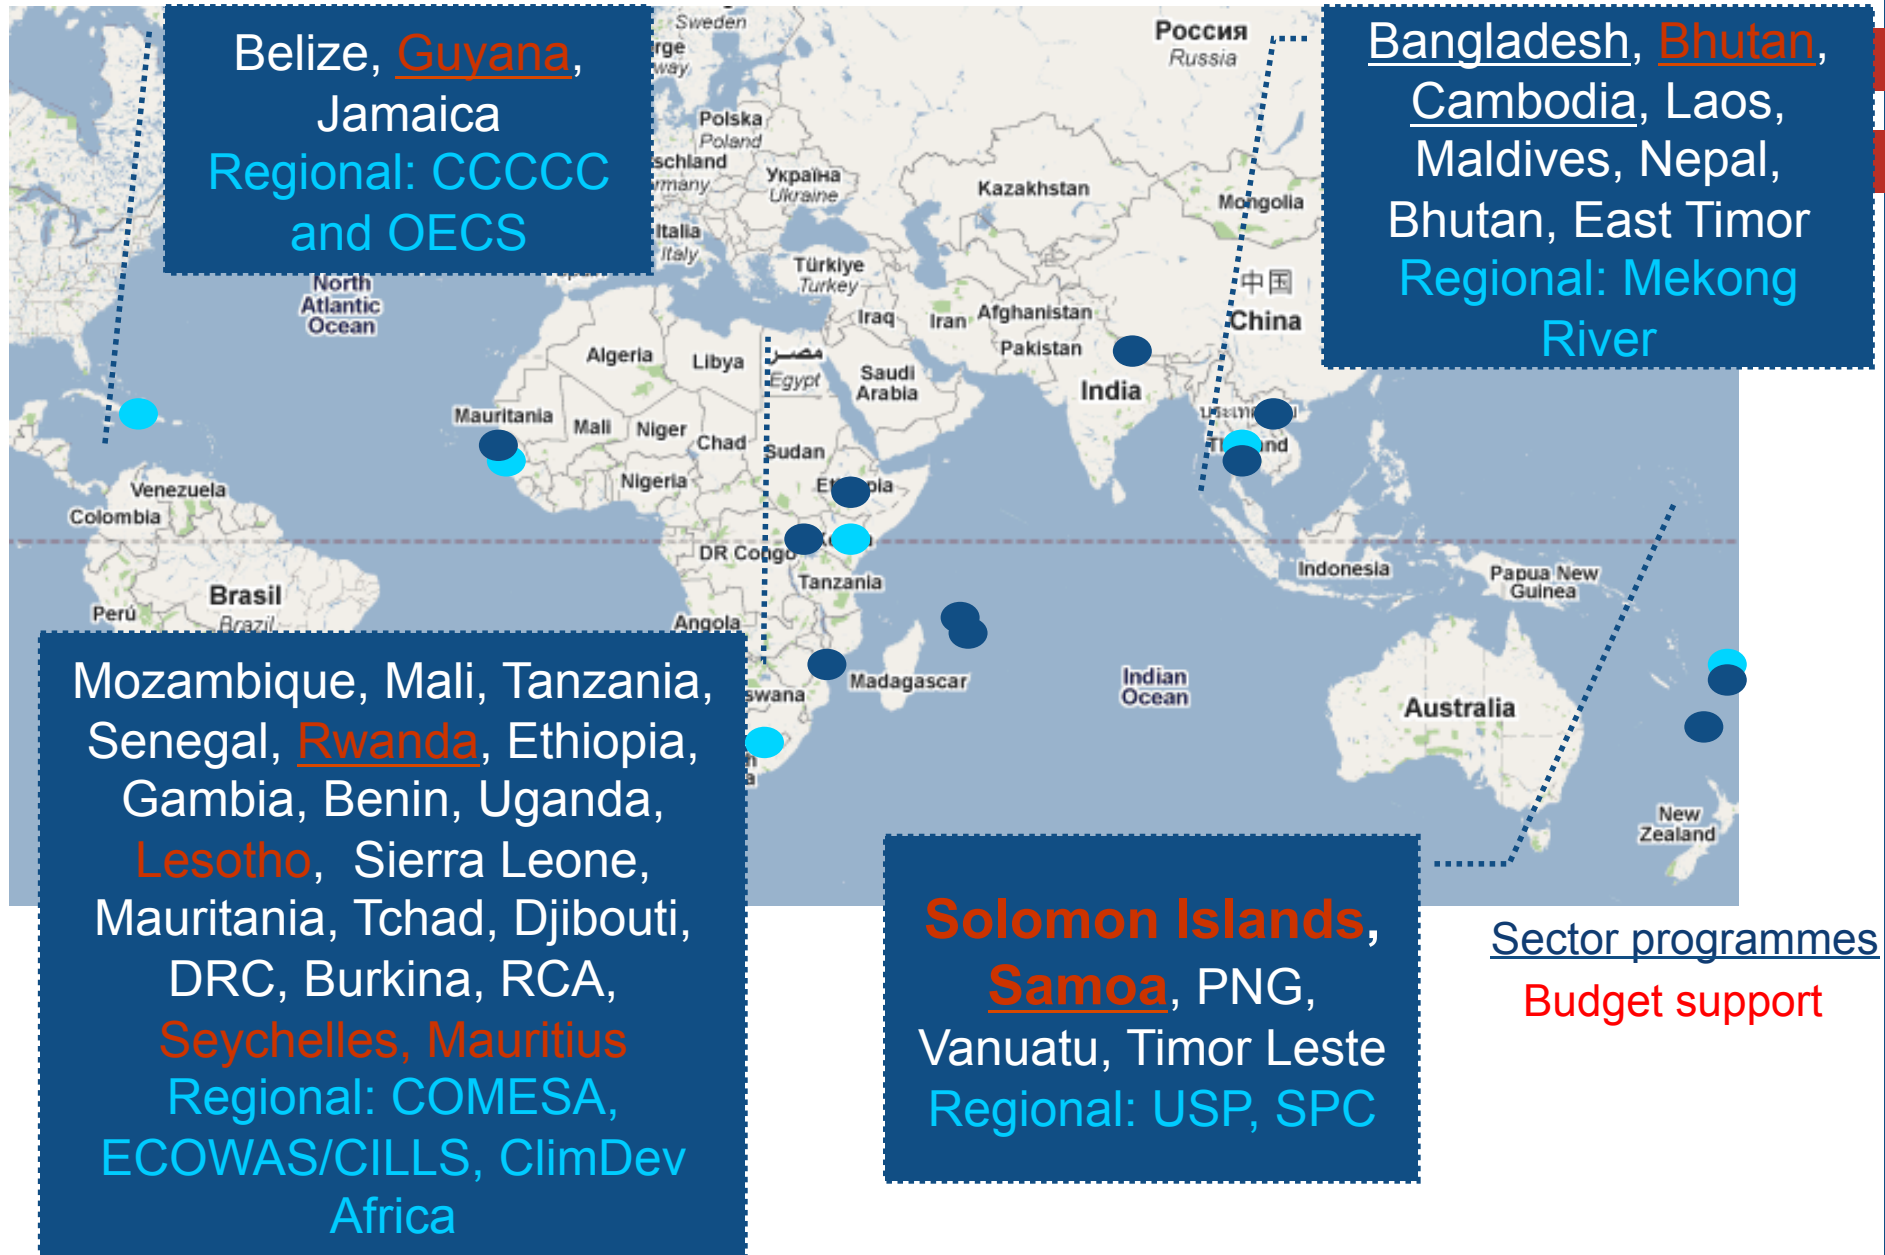 Belize, Guyana,
Jamaica
Regional: CCCCC
and OECS
Bangladesh, Bhutan,
Cambodia, Laos,
Maldives, Nepal,
Bhutan, East Timor
Regional: Mekong
River
Sweden
Россия
Russia
Polska
Poland
Україна
Ukraine
Italia
Italy
Kazakhstan
Mongolia
Türkiye
Turkey
中国
China
North
Atlantic
Ocean
Iraq
Iran
Afghanistan
Pakistan
Algeria
Libya
مصر
Egypt
Saudi
Arabia
India
Mauritania
Mali
Niger
Chad
Sudan
Nigeria
Venezuela
Colombia
DR Congo
Tanzania
Indonesia
Papua New
Guinea
Brasil
Brazil
Perú
Angola
Madagascar
Indian
Ocean
Australia
New
Zealand
Mozambique, Mali, Tanzania,
Senegal, Rwanda, Ethiopia,
Gambia, Benin, Uganda,
Lesotho, Sierra Leone,
Mauritania, Tchad, Djibouti,
DRC, Burkina, RCA,
Seychelles, Mauritius
Regional: COMESA,
ECOWAS/CILLS, ClimDev
Africa
Solomon Islands,
Samoa, PNG,
Vanuatu, Timor Leste
Regional: USP, SPC
Sector programmes
Budget support